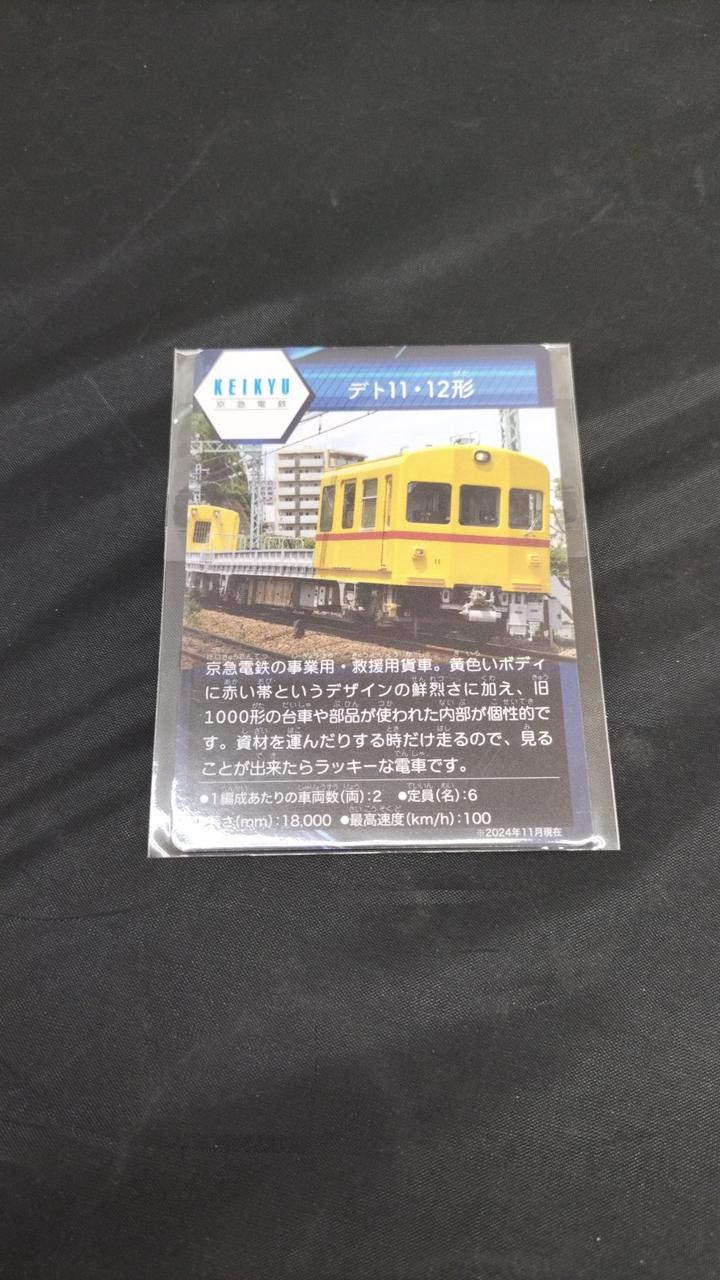 KEIKYU
京急電鉄
デト11・12形
11
京急電鉄の事業用・救援用貨車。黄色いボディ
に赤い帯というデザインの鮮烈さに加え、旧
1000形の台車や部品が使われた内部が個性的で
す。資材を運んだりする時だけ走るので、見る
ことが出来たらラッキーな電車です。
●1編成あたりの車両数(両):2 ●定員(名):6
さ(mm):18,000 ●最高速度(km/h):100
※2024年11月現在